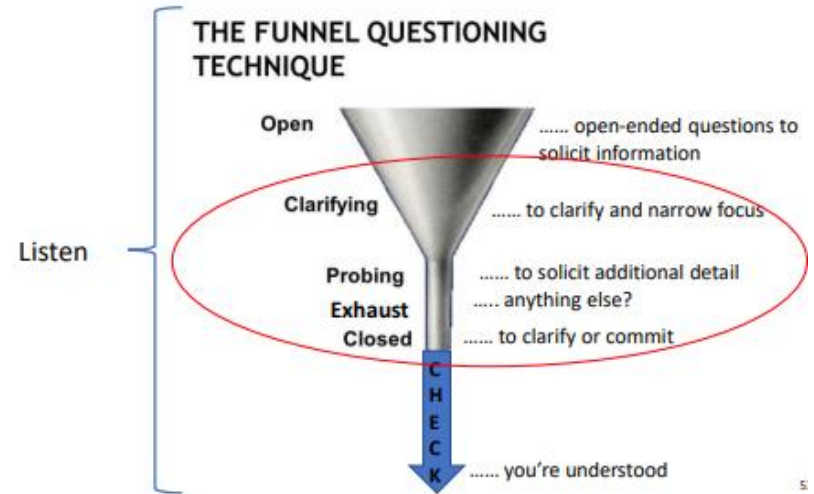 THE FUNNEL QUESTIONING
TECHNIQUE
Open
...... open-ended questions to
solicit information
Clarifying
...... to clarify and narrow focus
Listen
Probing
...... to solicit additional detail
Exhaust
..... anything else?
Closed
...... to clarify or commit
CHECK
...... you're understood